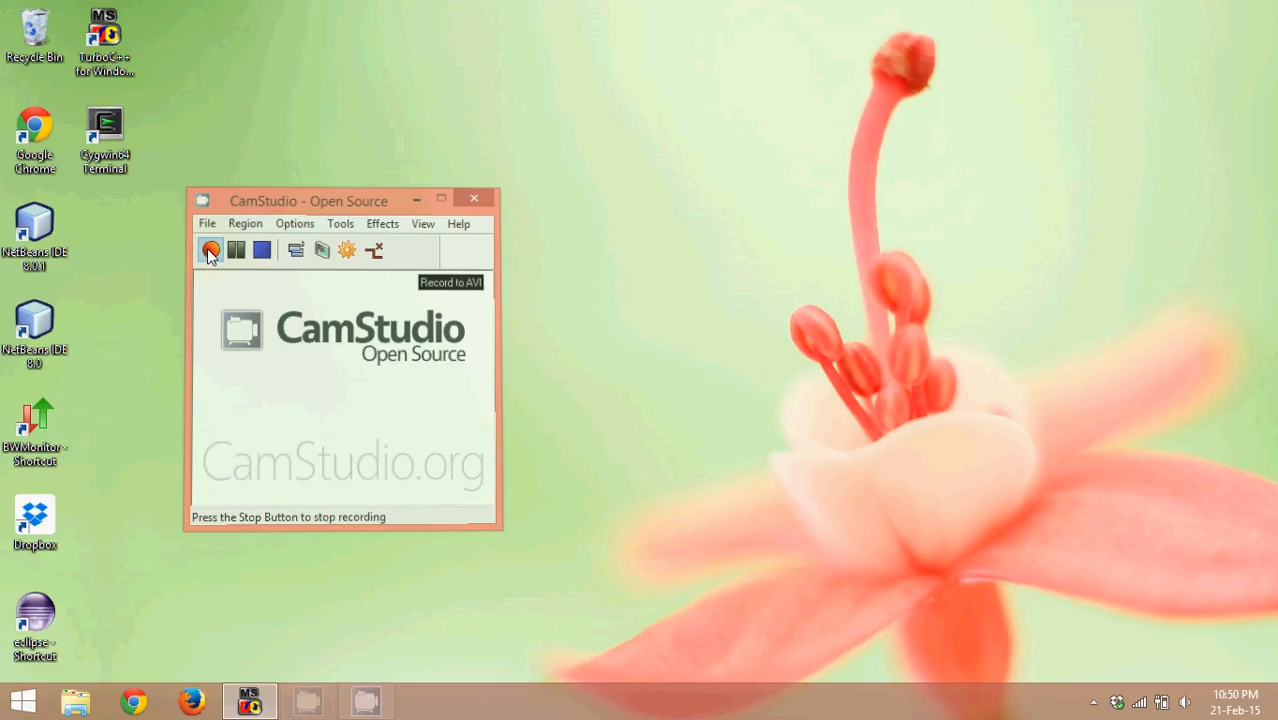 Recycle Bin
MS
TurboC++
for Windo...
Google
Chrome
Cygwin64
Terminal
NetBeans IDE
8.0.1
NetBeans IDE
8.0
BWMonitor -
Shortcut
Dropbox
eclipse -
Shortcut
CamStudio - Open Source
File Region Options Tools Effects View Help
Record to AVI
CamStudio
Open Source
CamStudio.org
Press the Stop Button to stop recording
MS
10:50 PM
21-Feb-15